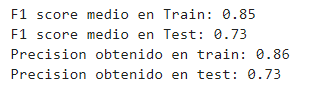 F1 score medio en Train: 0.85
F1 score medio en Test: 0.73
Precision obtenido en train: 0.86
Precision obtenido en test: 0.73